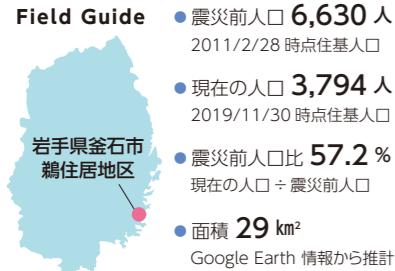 Field Guide
岩手県釜石市
鵜住居地区
● 震災前人口 6,630 人
2011/2/28 時点住基人口
● 現在の人口 3,794 人
2019/11/30 時点住基人口
● 震災前人口比 57.2 %
現在の人口 ÷ 震災前人口
● 面積 29 km²
Google Earth 情報から推計